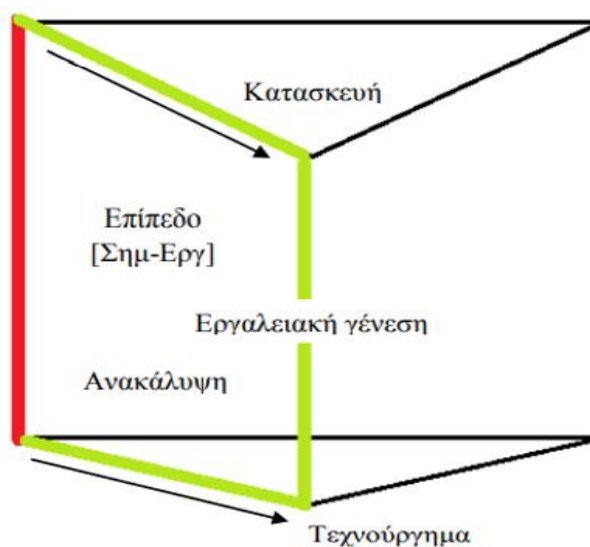 Κατασκευή
Επίπεδο
[Σημ-Εργ]
Εργαλειακή γένεση
Ανακάλυψη
Τεχνούργημα